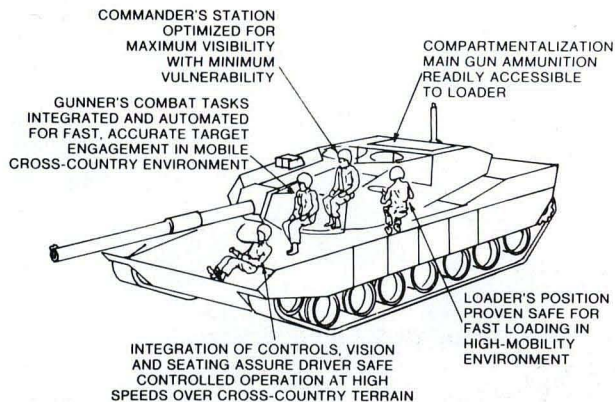 COMMANDER'S STATION
OPTIMIZED FOR
MAXIMUM VISIBILITY
WITH MINIMUM
VULNERABILITY
COMPARTMENTALIZATION
MAIN GUN AMMUNITION
READILY ACCESSIBLE
TO LOADER
GUNNER'S COMBAT TASKS
INTEGRATED AND AUTOMATED
FOR FAST, ACCURATE TARGET
ENGAGEMENT IN MOBILE
CROSS-COUNTRY ENVIRONMENT
LOADER'S POSITION
PROVEN SAFE FOR
FAST LOADING IN
HIGH-MOBILITY
ENVIRONMENT
INTEGRATION OF CONTROLS, VISION
AND SEATING ASSURE DRIVER SAFE
CONTROLLED OPERATION AT HIGH
SPEEDS OVER CROSS-COUNTRY TERRAIN